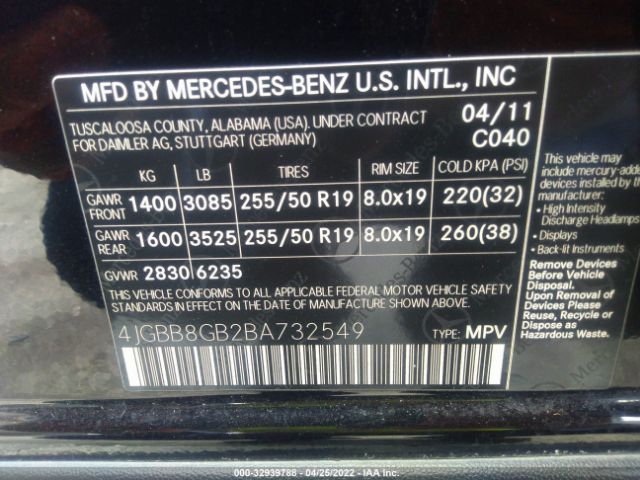 MFD BY MERCEDES-BENZ U.S. INTL., INC
TUSCALOOSA COUNTY, ALABAMA (USA). UNDER CONTRACT
FOR DAIMLER AG, STUTTGART (GERMANY)
04/11
C040
KG LB TIRES RIM SIZE COLD KPA (PSI)
GAWR FRONT 1400 3085 255/50 R19 8.0x19 220(32)
GAWR REAR 1600 3525 255/50 R19 8.0x19 260(38)
GVWR 2830 6235
THIS VEHICLE CONFORMS TO ALL APPLICABLE FEDERAL MOTOR VEHICLE
SAFETY STANDARDS IN EFFECT ON THE DATE OF MANUFACTURE SHOWN ABOVE.
4JGBB8GB2BA732549
TYPE: MPV
This vehicle may
include mercury-added
devices installed by the
manufacturer:
• High Intensity
Discharge Headlamps
• Displays
• Back-lit Instruments
Remove Devices
Before Vehicle
Disposal.
Upon Removal of
Devices Please
Reuse, Recycle
or Dispose as
Hazardous Waste.
000-32939788 - 04/25/2022 - IAA Inc.